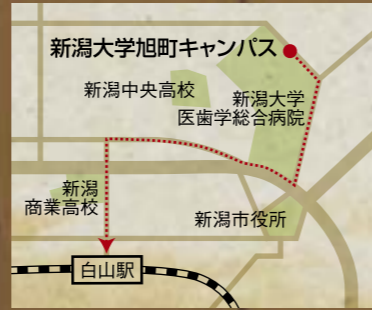 新潟大学旭町キャンパス
新潟中央高校
新潟大学
医歯学総合病院
新潟
商業高校
新潟市役所
白山駅